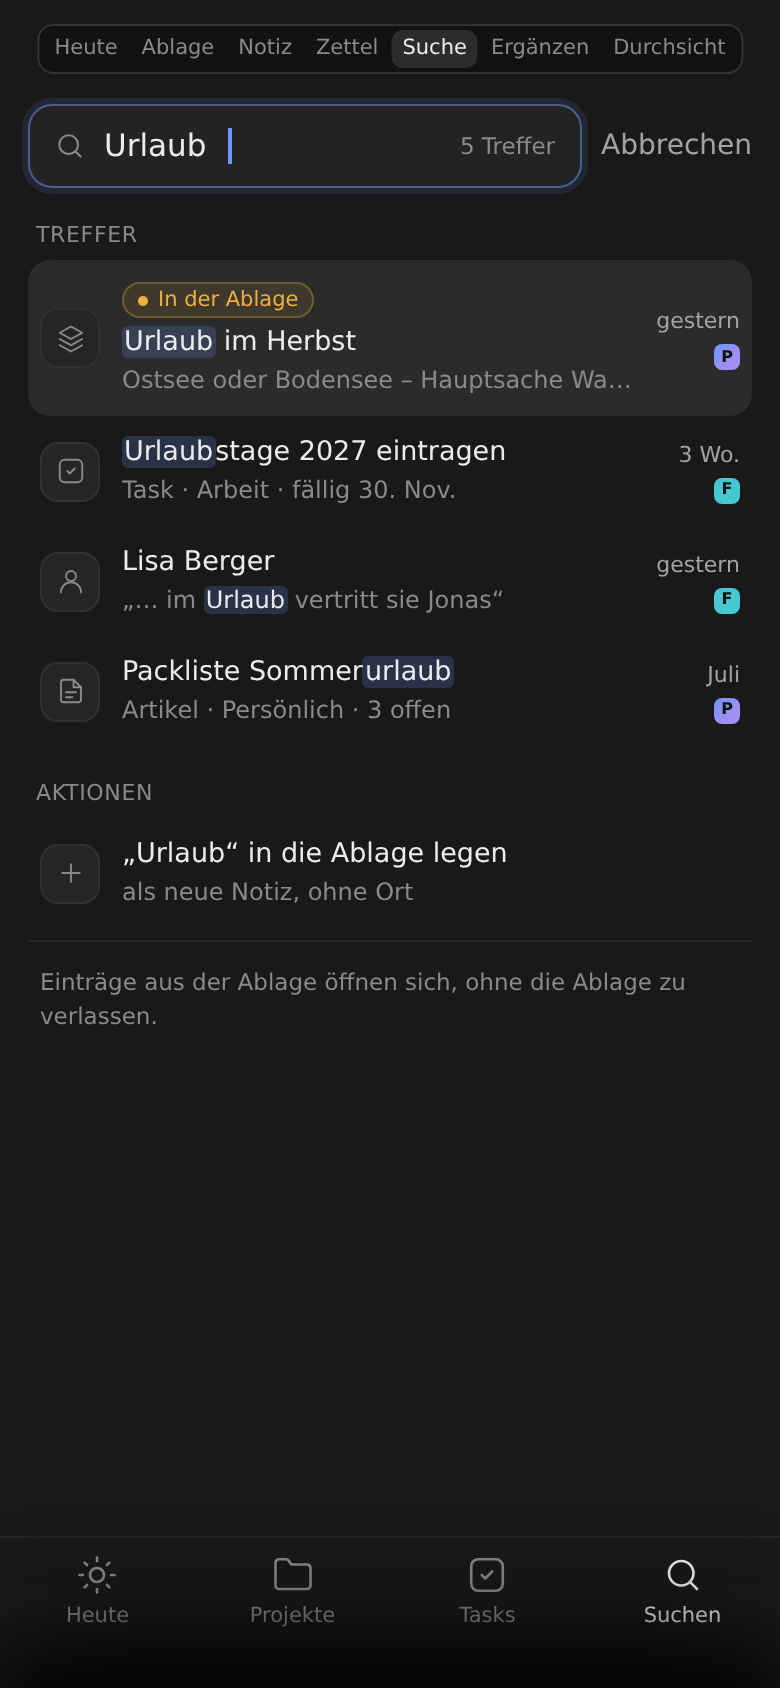 Heute Ablage Notiz Zettel Suche Ergänzen Durchsicht
Urlaub 5 Treffer Abbrechen
TREFFER
In der Ablage
Urlaub im Herbst gestern
Ostsee oder Bodensee – Hauptsache Wa… P
Urlaubstage 2027 eintragen 3 Wo.
Task · Arbeit · fällig 30. Nov. F
Lisa Berger gestern
„… im Urlaub vertritt sie Jonas“ F
Packliste Sommerurlaub Juli
Artikel · Persönlich · 3 offen P
AKTIONEN
„Urlaub“ in die Ablage legen
als neue Notiz, ohne Ort
Einträge aus der Ablage öffnen sich, ohne die Ablage zu
verlassen.
Heute Projekte Tasks Suchen